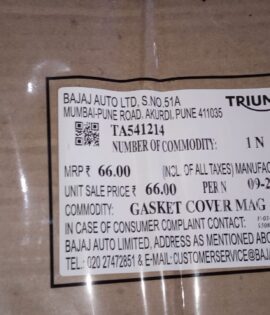 BAJAJ AUTO LTD, S.NO.51A
MUMBAI-PUNE ROAD, AKURDI, PUNE 411035
TRIUM
TA541214
NUMBER OF COMMODITY: 1 N
MRP ₹ 66.00 (INCL. OF ALL TAXES) MANUFAC
UNIT SALE PRICE ₹ 66.00 PER N 09-2
COMMODITY: GASKET COVER MAG
IN CASE OF CONSUMER COMPLAINT CONTACT:
BAJAJ AUTO LIMITED, ADDRESS AS MENTIONED ABO
TEL.: 020 27472851 & E-MAIL: CUSTOMERSERVICE@BAJ